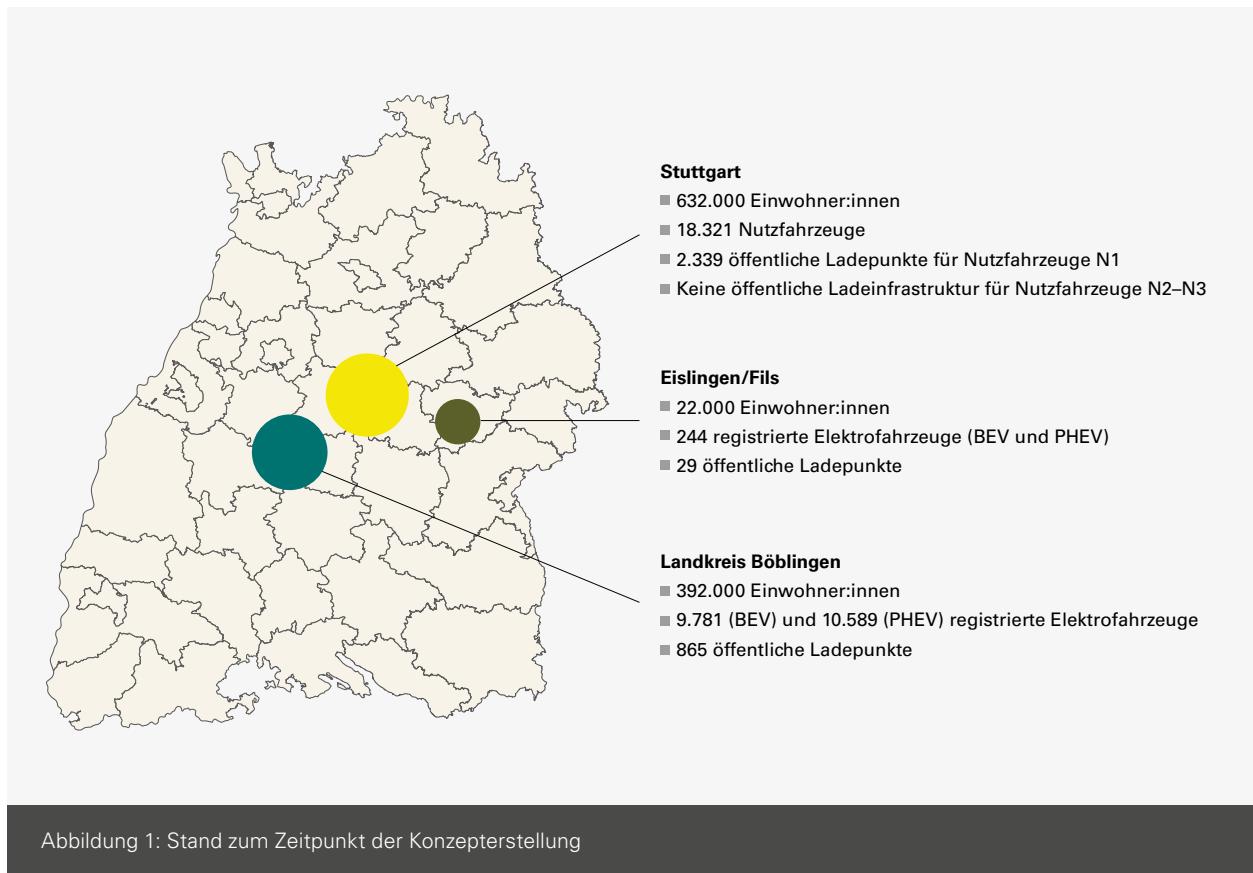 Stuttgart
632.000 Einwohner:innen
18.321 Nutzfahrzeuge
2.339 öffentliche Ladepunkte für Nutzfahrzeuge N1
Keine öffentliche Ladeinfrastruktur für Nutzfahrzeuge N2–N3
Eislingen/Fils
22.000 Einwohner:innen
244 registrierte Elektrofahrzeuge (BEV und PHEV)
29 öffentliche Ladepunkte
Landkreis Böblingen
392.000 Einwohner:innen
9.781 (BEV) und 10.589 (PHEV) registrierte Elektrofahrzeuge
865 öffentliche Ladepunkte
Abbildung 1: Stand zum Zeitpunkt der Konzepterstellung